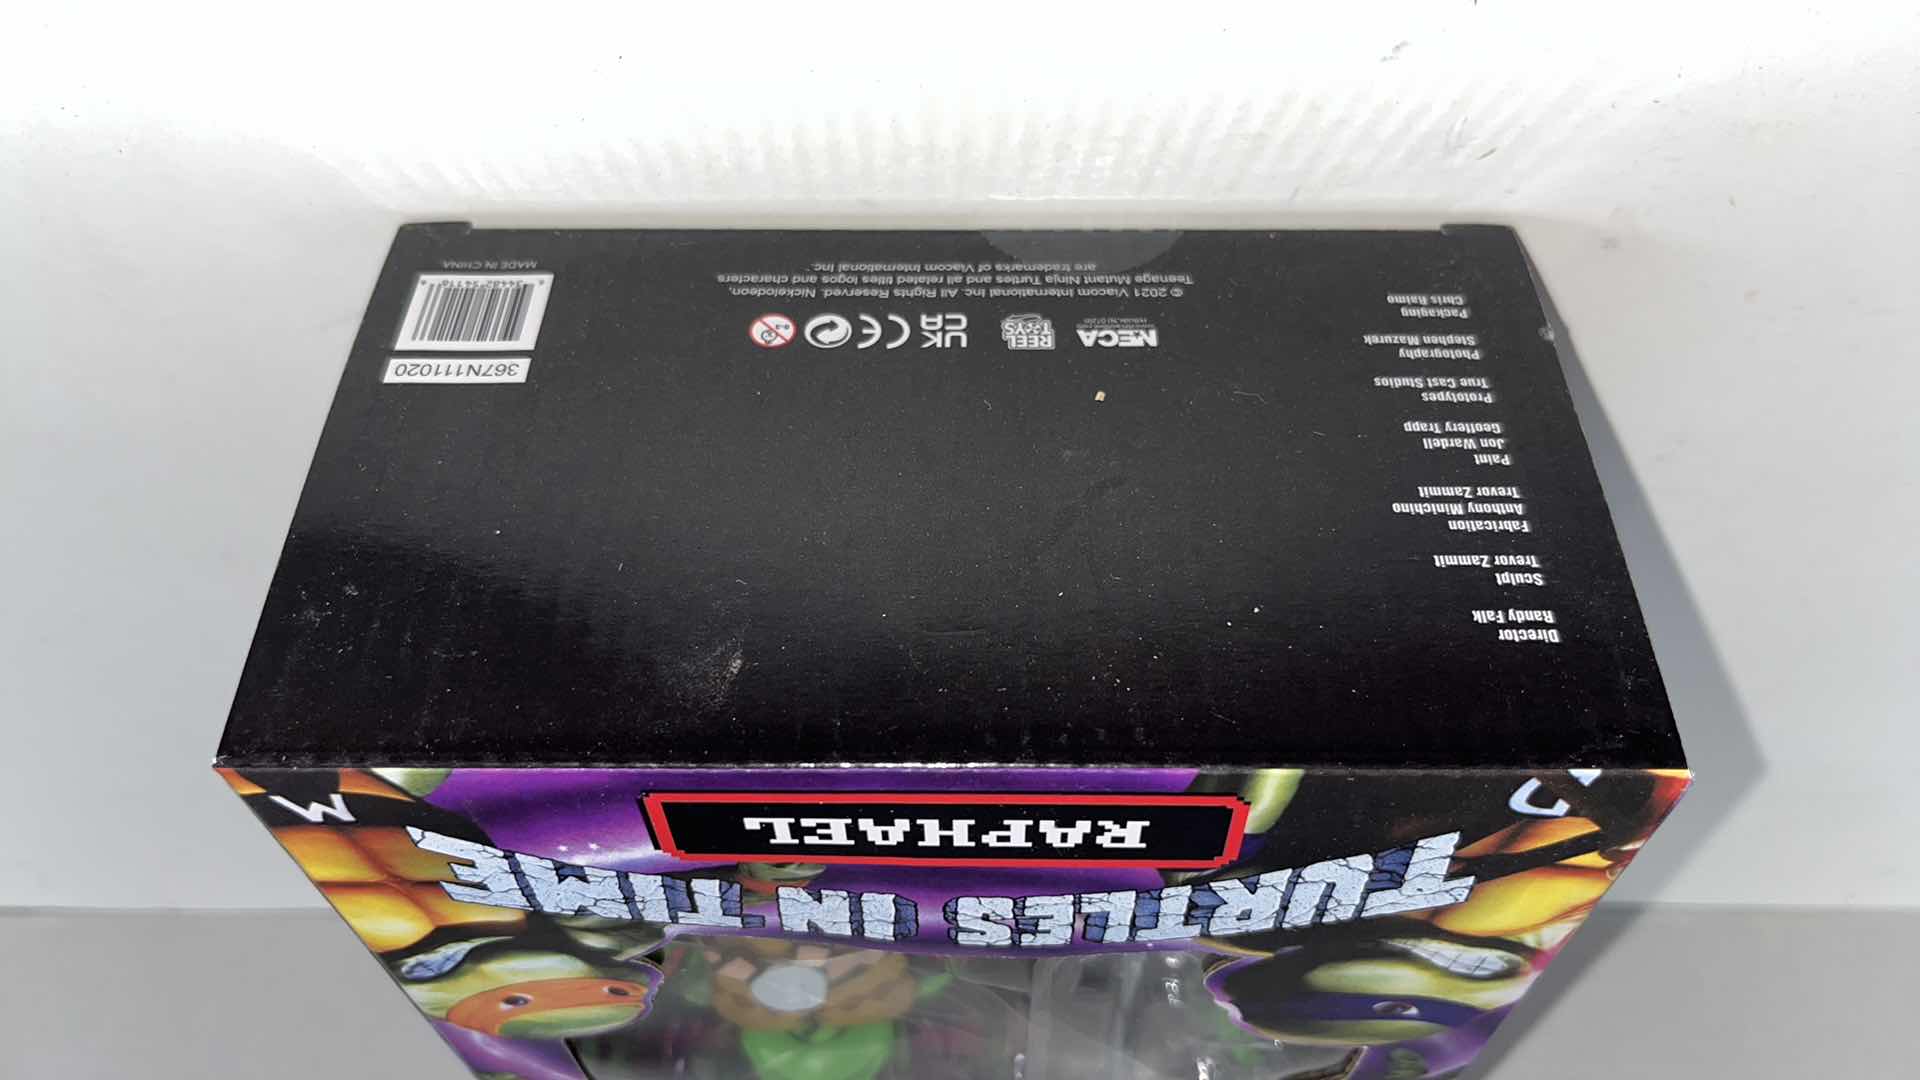 Director
Randy Falk
Sculpt
Trevor Zammit
Fabrication
Anthony Minichino
Trevor Zammit
Paint
Jon Wardell
Geoffery Trapp
Prototypes
True Cast Studios
Photography
Stephen Mazurek
Packaging
Chris Raimo
NECA
REEL TOYS
UK CA
CE
0-3
© 2021 Viacom International Inc. All Rights Reserved. Nickelodeon,
Teenage Mutant Ninja Turtles and all related titles logos and characters
are trademarks of Viacom International Inc.
367N111020
MADE IN CHINA
TURTLES IN TIME
RAPHAEL
M